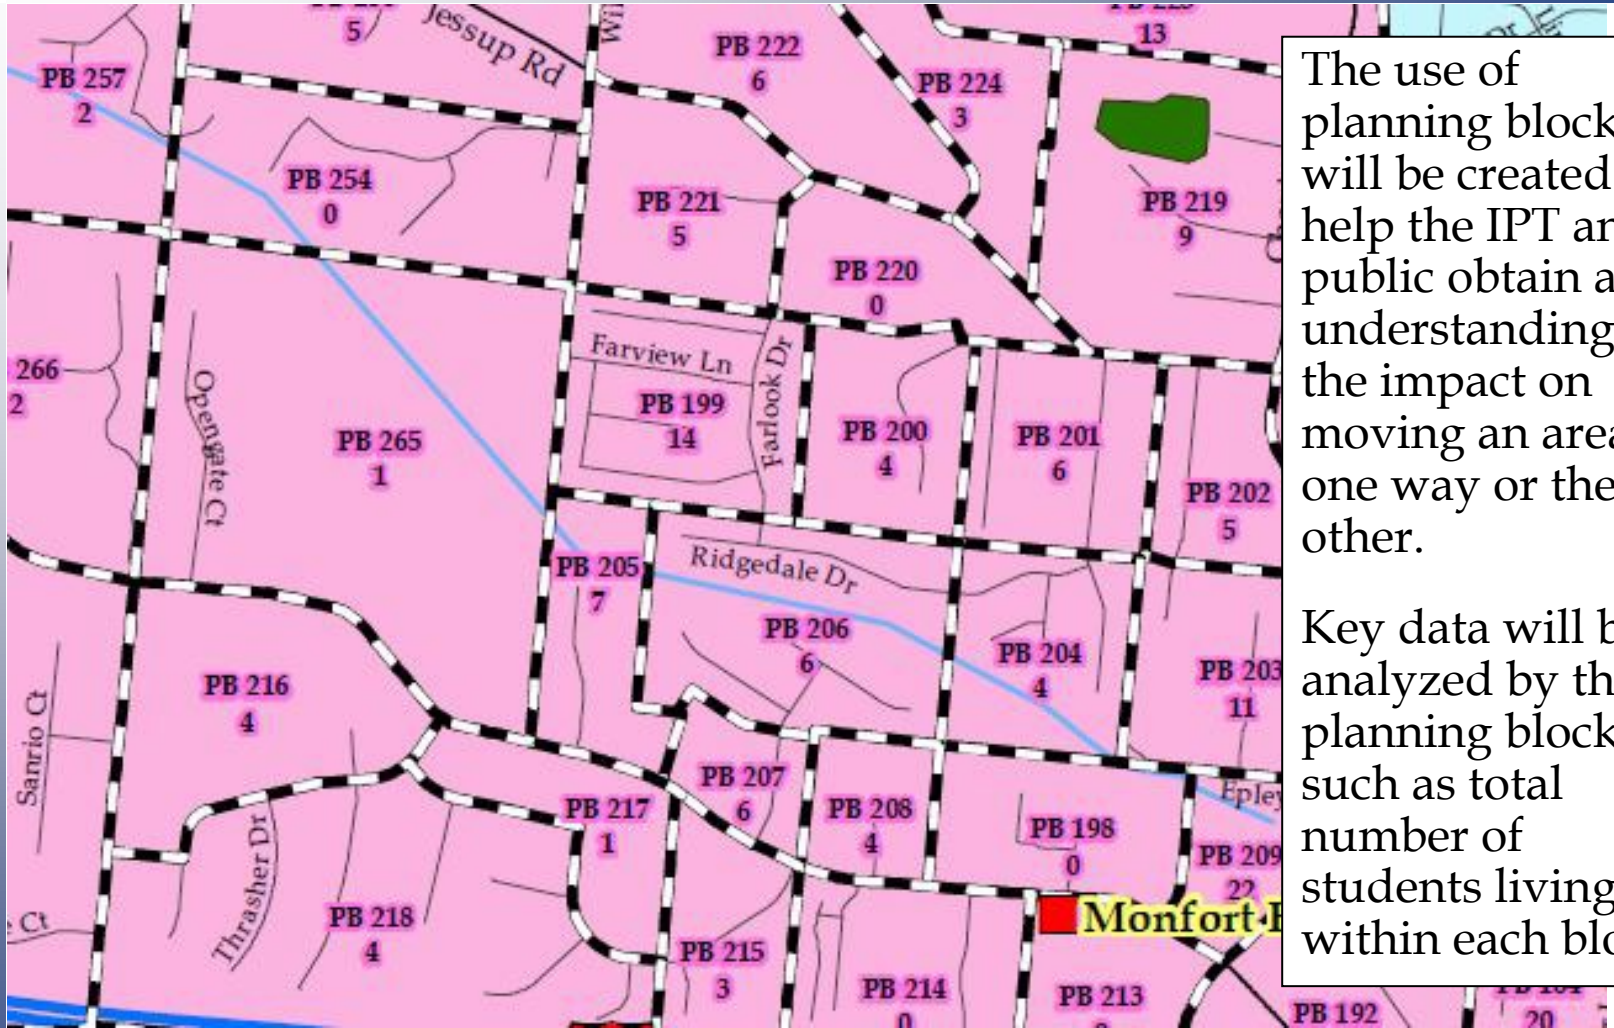 5
Jessup Rd
PB 222
6
13
PB 257
2
PB 224
3
PB 254
0
PB 221
5
PB 219
9
PB 220
0
Farview Ln
Farlook Dr
266
2
Opengate Ct
PB 199
14
PB 200
4
PB 201
6
PB 265
1
PB 202
5
PB 205
7
Ridgedale Dr
PB 206
6
PB 204
4
PB 203
11
PB 216
4
Sanrio Ct
PB 207
6
PB 217
1
PB 208
4
PB 198
0
Epley
PB 209
22
Thrasher Dr
PB 218
4
Ct
Monfort
PB 215
3
PB 214
0
PB 213
PB 192
20
The use of
planning block
will be created
help the IPT an
public obtain a
understanding
the impact on
moving an area
one way or the
other.
Key data will b
analyzed by th
planning block
such as total
number of
students living
within each blo